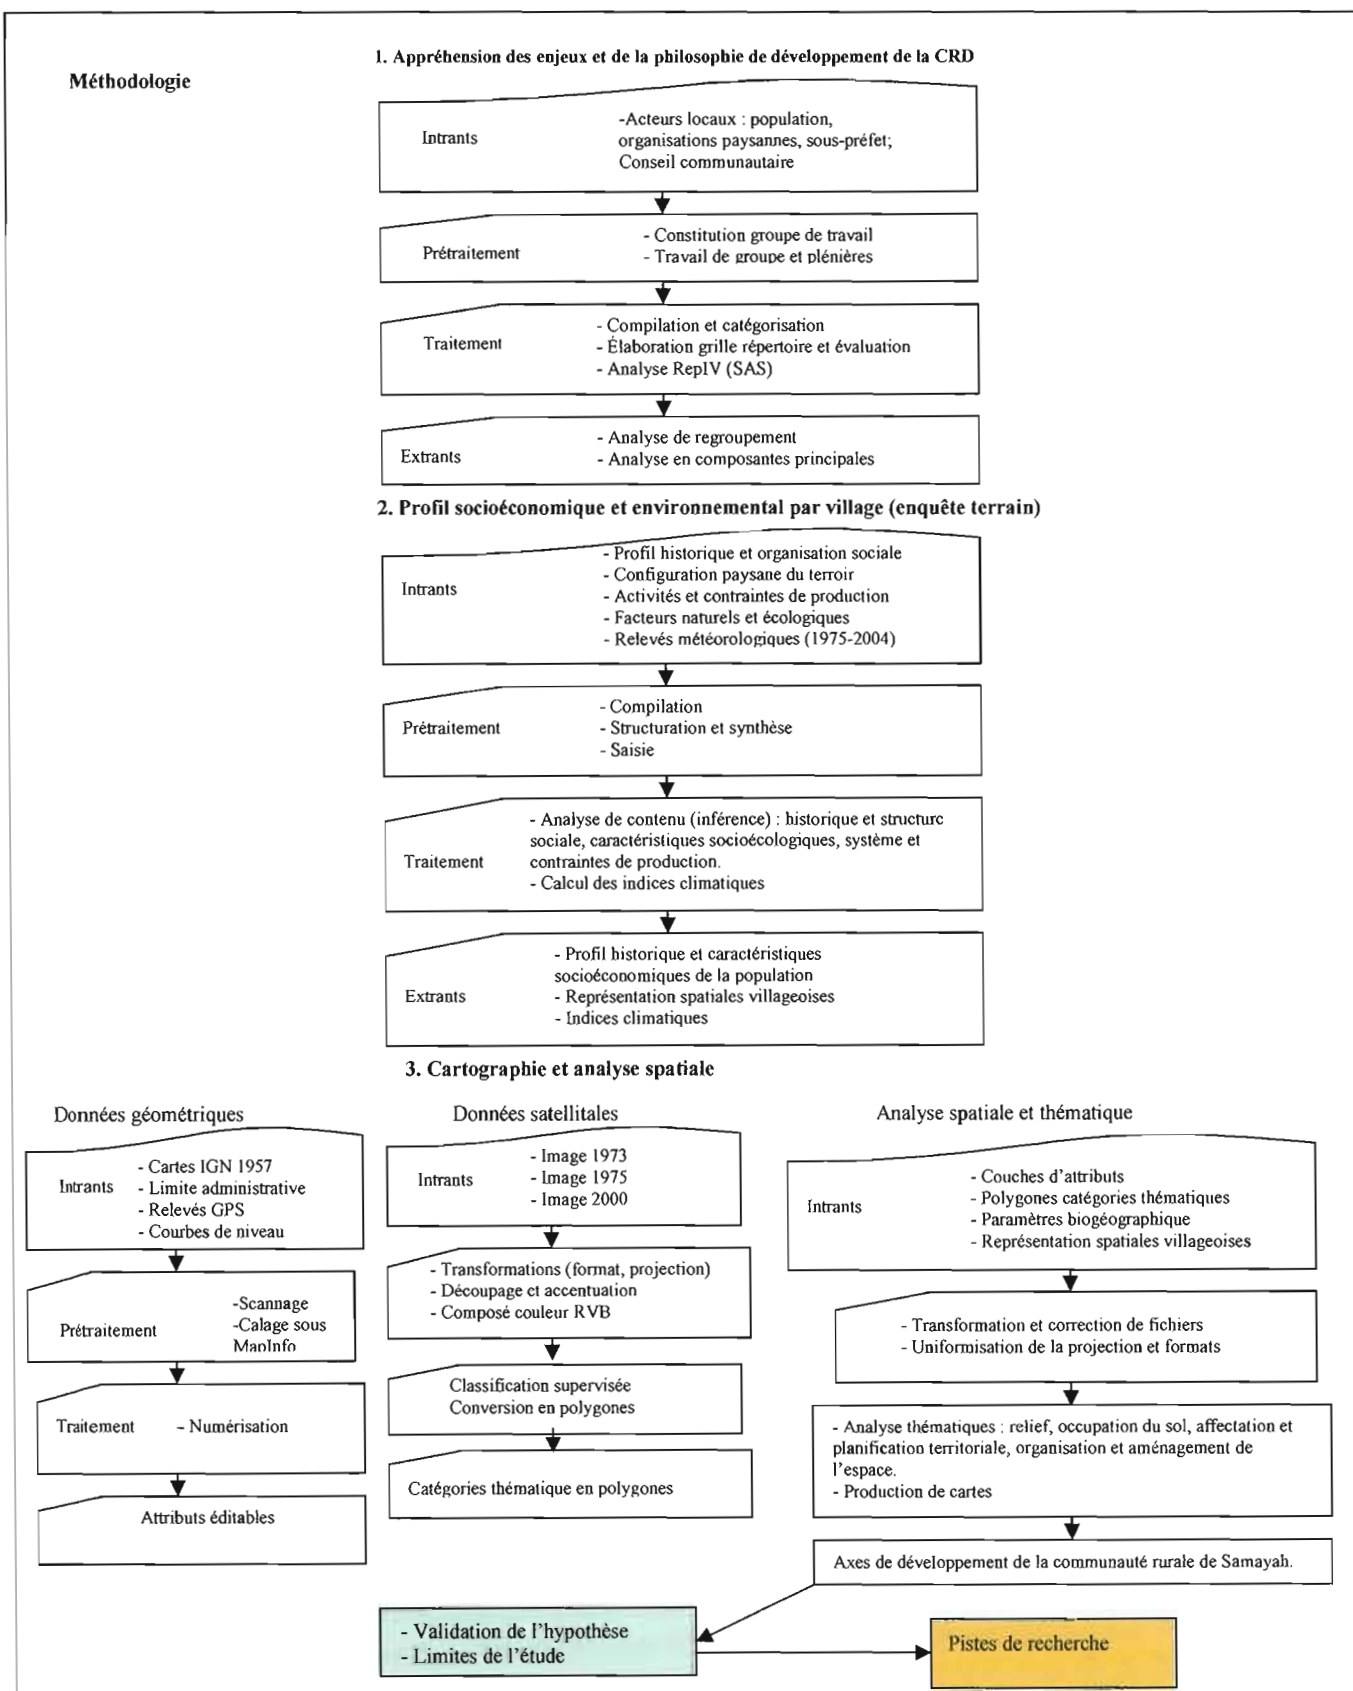 Méthodologie
1. Appréhension des enjeux et de la philosophie de développement de la CRD
Intrants
-Acteurs locaux : population,
organisations paysannes, sous-préfet;
Conseil communautaire
Prétraitement
- Constitution groupe de travail
- Travail de groupe et plénières
Traitement
- Compilation et catégorisation
- Élaboration grille répertoire et évaluation
- Analyse RepIV (SAS)
Extrants
- Analyse de regroupement
- Analyse en composantes principales
2. Profil socioéconomique et environnemental par village (enquête terrain)
Intrants
- Profil historique et organisation sociale
- Configuration paysane du terroir
- Activités et contraintes de production
- Facteurs naturels et écologiques
- Relevés météorologiques (1975-2004)
Prétraitement
- Compilation
- Structuration et synthèse
- Saisie
Traitement
- Analyse de contenu (inférence) : historique et structure
sociale, caractéristiques socioécologiques, système et
contraintes de production.
- Calcul des indices climatiques
Extrants
- Profil historique et caractéristiques
socioéconomiques de la population
- Représentation spatiales villageoises
- Indices climatiques
3. Cartographie et analyse spatiale
Données géométriques
Intrants
- Cartes IGN 1957
- Limite administrative
- Relevés GPS
- Courbes de niveau
Prétraitement
-Scannage
-Calage sous
MapInfo
Traitement
- Numérisation
Attributs éditables
Données satellitales
Intrants
- Image 1973
- Image 1975
- Image 2000
- Transformations (format, projection)
- Découpage et accentuation
- Composé couleur RVB
Classification supervisée
Conversion en polygones
Catégories thématique en polygones
Analyse spatiale et thématique
Intrants
- Couches d'attributs
- Polygones catégories thématiques
- Paramètres biogéographique
- Représentation spatiales villageoises
- Transformation et correction de fichiers
- Uniformisation de la projection et formats
- Analyse thématiques : relief, occupation du sol, affectation et
planification territoriale, organisation et aménagement de
l'espace.
- Production de cartes
Axes de développement de la communauté rurale de Samayah.
- Validation de l'hypothèse
- Limites de l'étude
Pistes de recherche